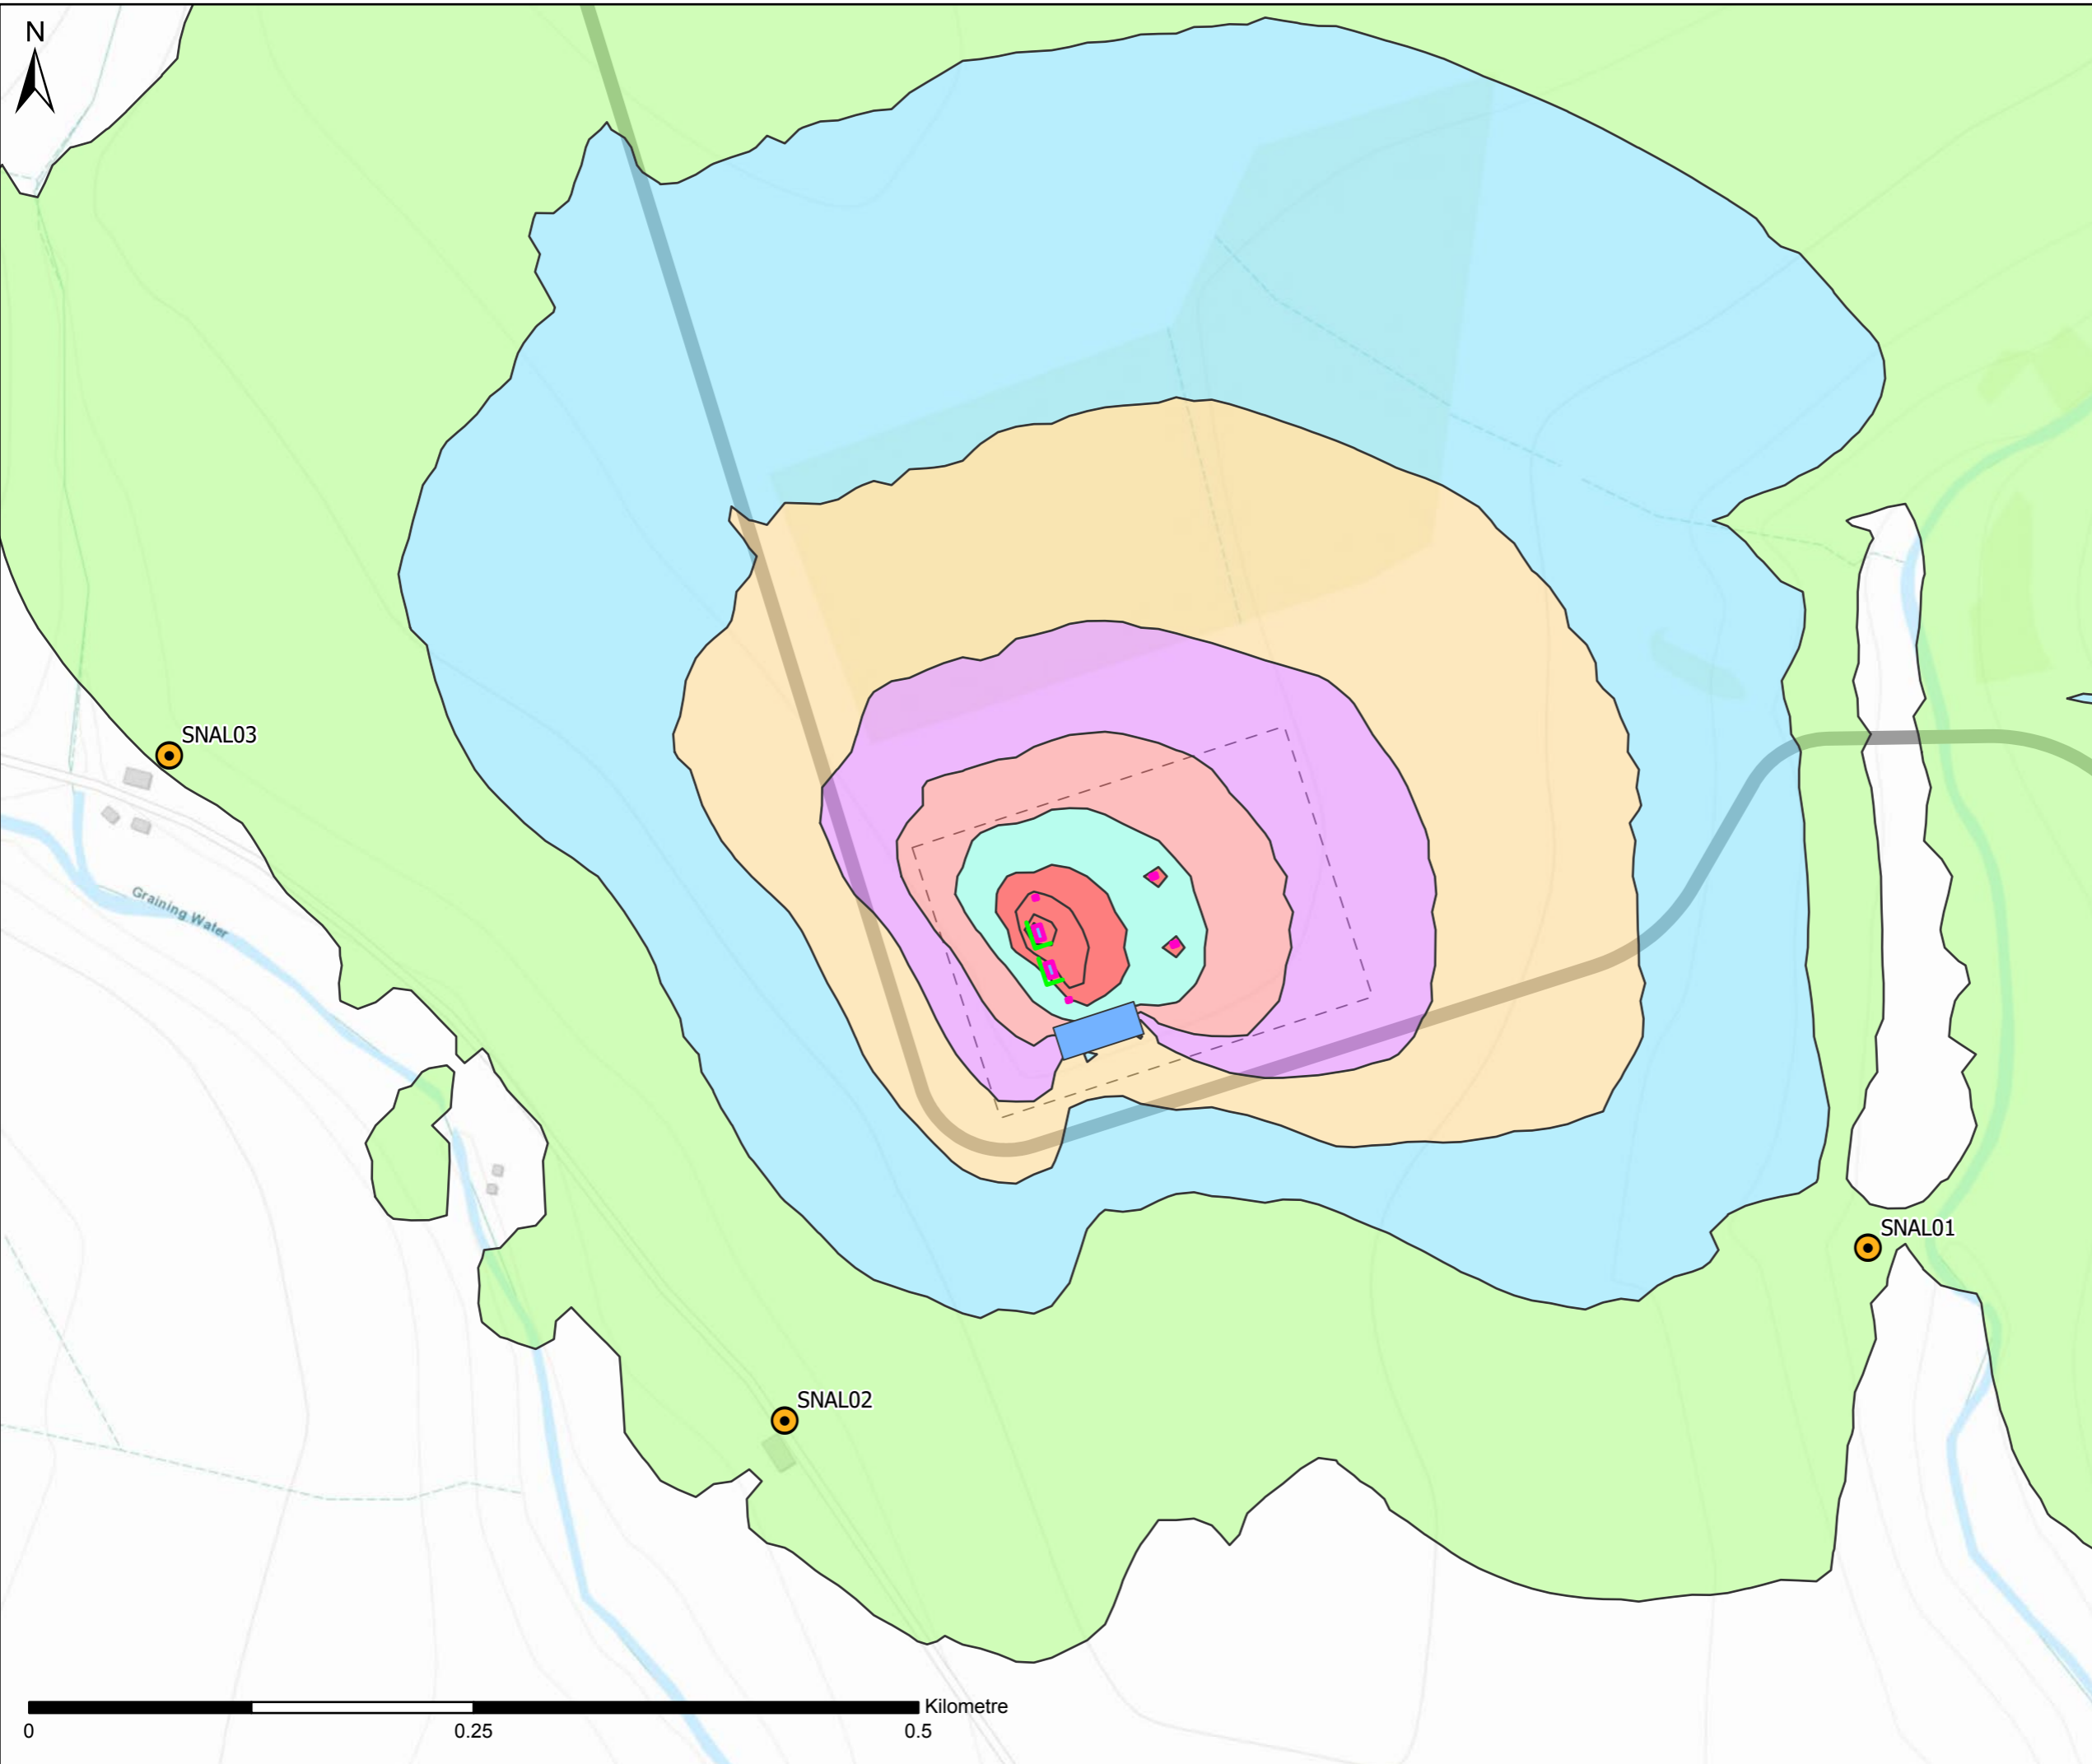 N
SNAL03
Graining Water
SNAL01
SNAL02
Kilometre
0
0.25
0.5